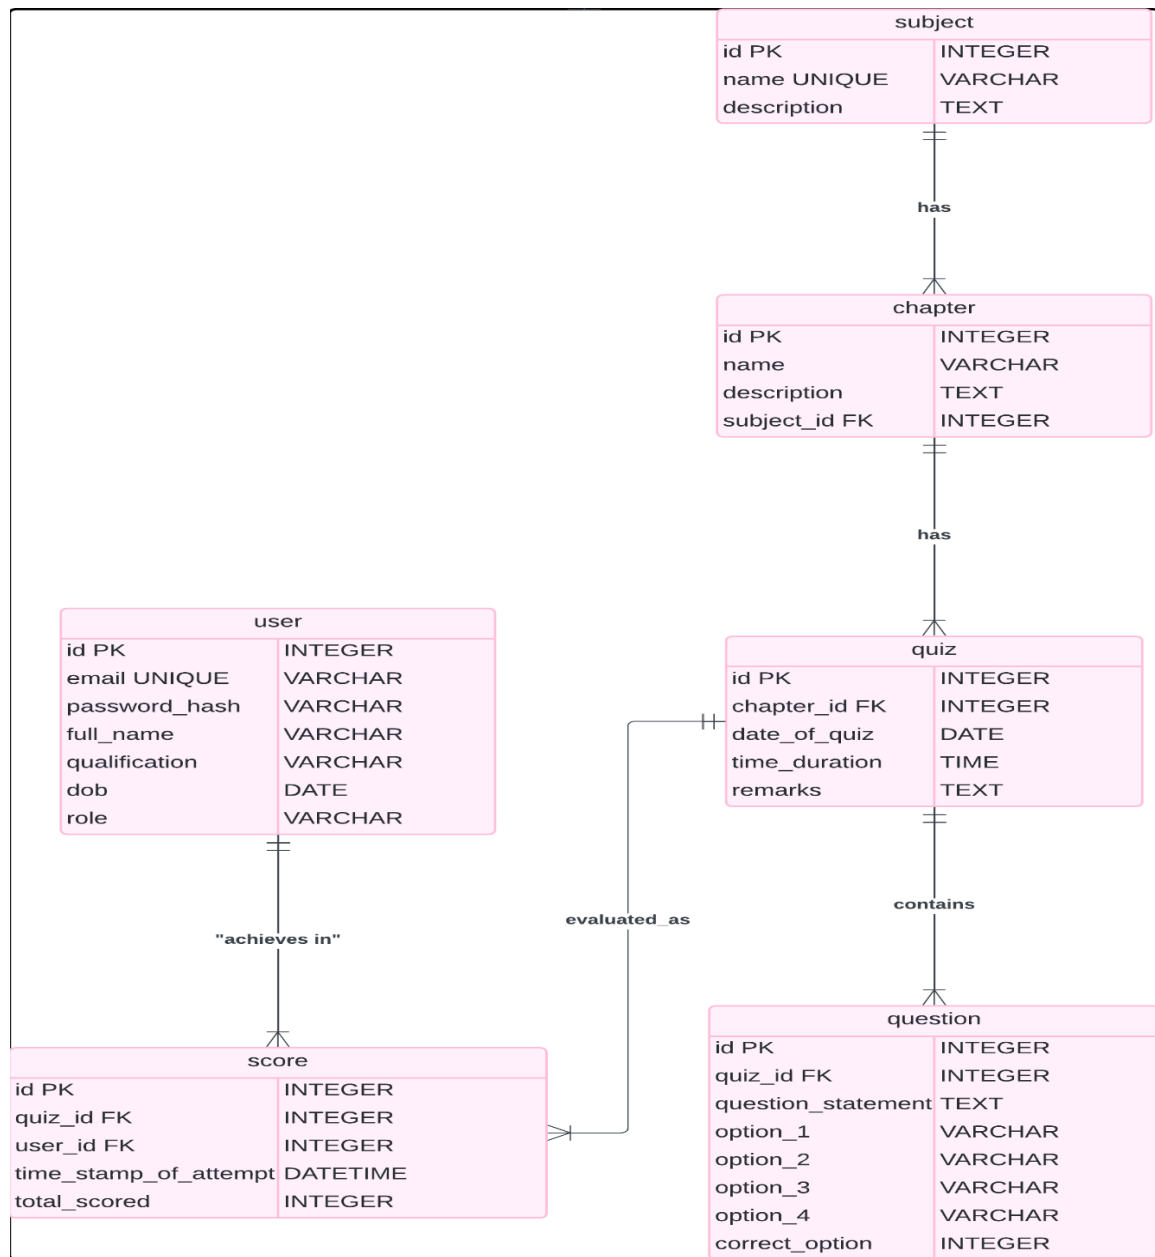 subject
id PK INTEGER
name UNIQUE VARCHAR
description TEXT
has
chapter
id PK INTEGER
name VARCHAR
description TEXT
subject_id FK INTEGER
has
quiz
id PK INTEGER
chapter_id FK INTEGER
date_of_quiz DATE
time_duration TIME
remarks TEXT
user
id PK INTEGER
email UNIQUE VARCHAR
password_hash VARCHAR
full_name VARCHAR
qualification VARCHAR
dob DATE
role VARCHAR
"achieves in"
evaluated_as
contains
score
id PK INTEGER
quiz_id FK INTEGER
user_id FK INTEGER
time_stamp_of_attempt DATETIME
total_scored INTEGER
question
id PK INTEGER
quiz_id FK INTEGER
question_statement TEXT
option_1 VARCHAR
option_2 VARCHAR
option_3 VARCHAR
option_4 VARCHAR
correct_option INTEGER